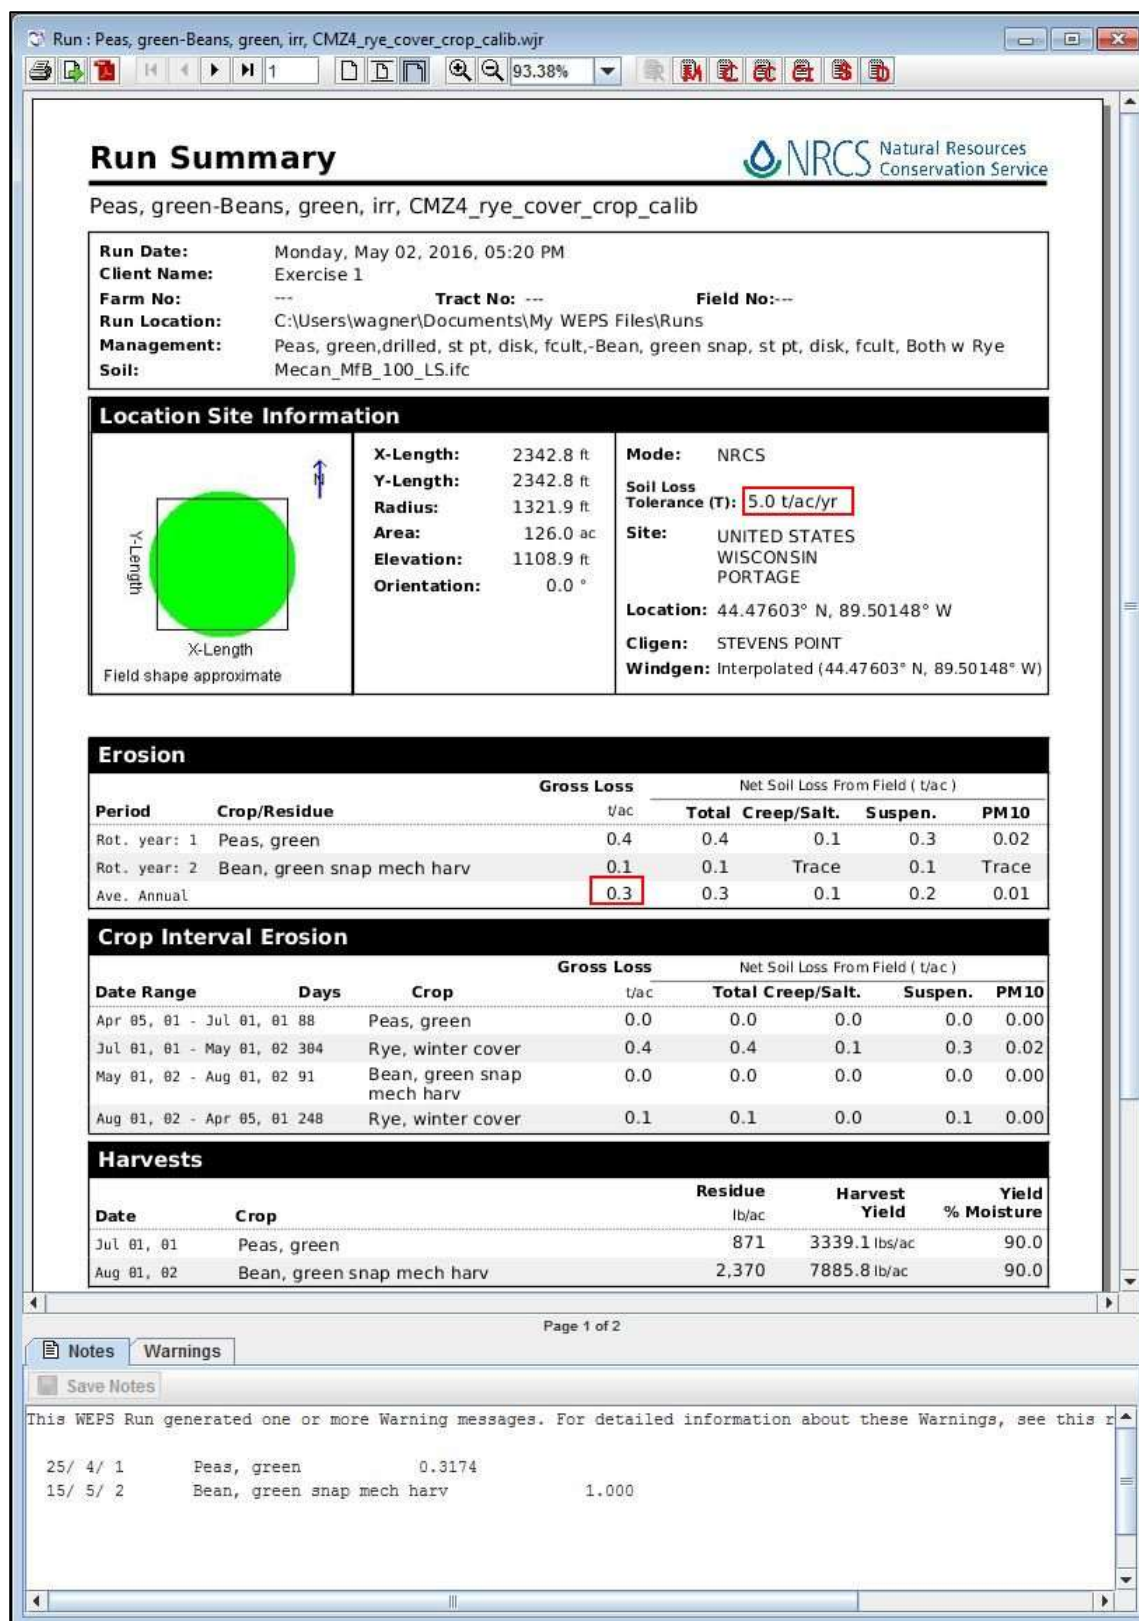 Run : Peas, green-Beans, green, irr, CMZ4_rye_cover_crop_calib.wjr
1
93.38%
Run Summary
NRCS Natural Resources
Conservation Service
Peas, green-Beans, green, irr, CMZ4_rye_cover_crop_calib
Run Date: Monday, May 02, 2016, 05:20 PM
Client Name: Exercise 1
Farm No: --- Tract No: --- Field No:---
Run Location: C:\Users\wagner\Documents\My WEPS Files\Runs
Management: Peas, green,drilled, st pt, disk, fcult,-Bean, green snap, st pt, disk, fcult, Both w Rye
Soil: Mecan_MfB_100_LS.ifc
Location Site Information
N
Y-Length
X-Length
Field shape approximate
X-Length: 2342.8 ft
Y-Length: 2342.8 ft
Radius: 1321.9 ft
Area: 126.0 ac
Elevation: 1108.9 ft
Orientation: 0.0 °
Mode: NRCS
Soil Loss
Tolerance (T): 5.0 t/ac/yr
Site: UNITED STATES
WISCONSIN
PORTAGE
Location: 44.47603° N, 89.50148° W
Cligen: STEVENS POINT
Windgen: Interpolated (44.47603° N, 89.50148° W)
Erosion
Gross Loss Net Soil Loss From Field ( t/ac )
Period Crop/Residue t/ac Total Creep/Salt. Suspen. PM10
Rot. year: 1 Peas, green 0.4 0.4 0.1 0.3 0.02
Rot. year: 2 Bean, green snap mech harv 0.1 0.1 Trace 0.1 Trace
Ave. Annual 0.3 0.3 0.1 0.2 0.01
Crop Interval Erosion
Gross Loss Net Soil Loss From Field ( t/ac )
Date Range Days Crop t/ac Total Creep/Salt. Suspen. PM10
Apr 05, 01 - Jul 01, 01 88 Peas, green 0.0 0.0 0.0 0.0 0.00
Jul 01, 01 - May 01, 02 304 Rye, winter cover 0.4 0.4 0.1 0.3 0.02
May 01, 02 - Aug 01, 02 91 Bean, green snap 0.0 0.0 0.0 0.0 0.00
mech harv
Aug 01, 02 - Apr 05, 01 248 Rye, winter cover 0.1 0.1 0.0 0.1 0.00
Harvests
Residue Harvest Yield
Date Crop lb/ac Yield % Moisture
Jul 01, 01 Peas, green 871 3339.1 lbs/ac 90.0
Aug 01, 02 Bean, green snap mech harv 2,370 7885.8 lb/ac 90.0
Page 1 of 2
Notes Warnings
Save Notes
This WEPS Run generated one or more Warning messages. For detailed information about these Warnings, see this r
25/ 4/ 1 Peas, green 0.3174
15/ 5/ 2 Bean, green snap mech harv 1.000